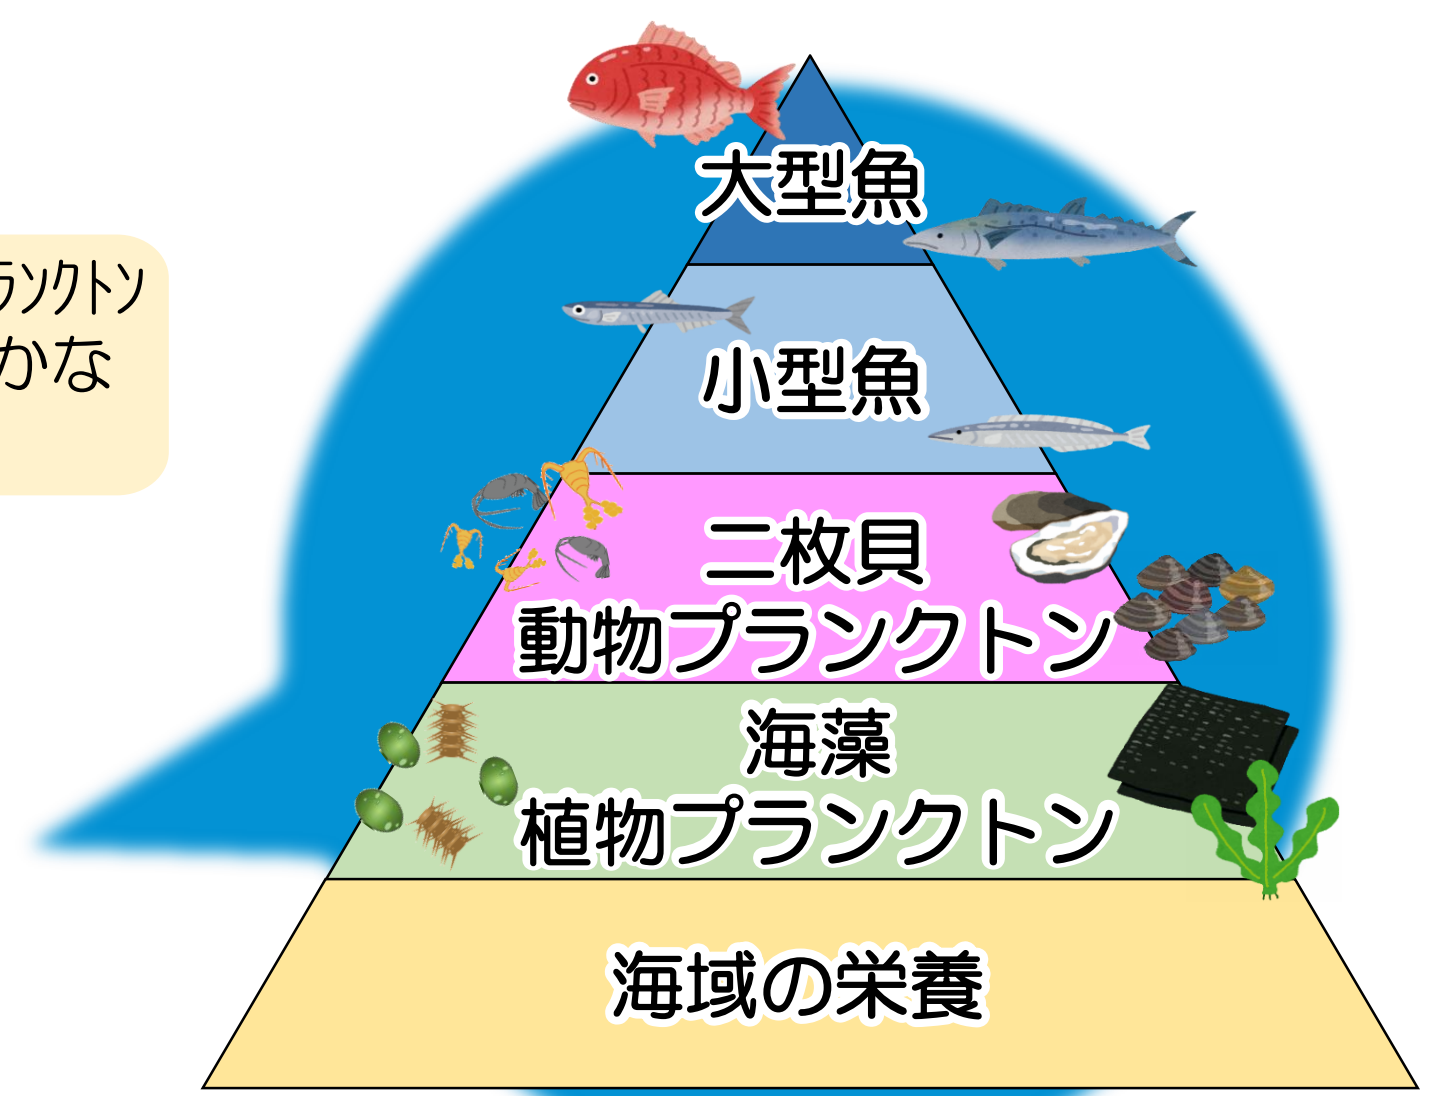 大型魚
ランクトン
かな
小型魚
二枚貝
動物プランクトン
海藻
植物プランクトン
海域の栄養